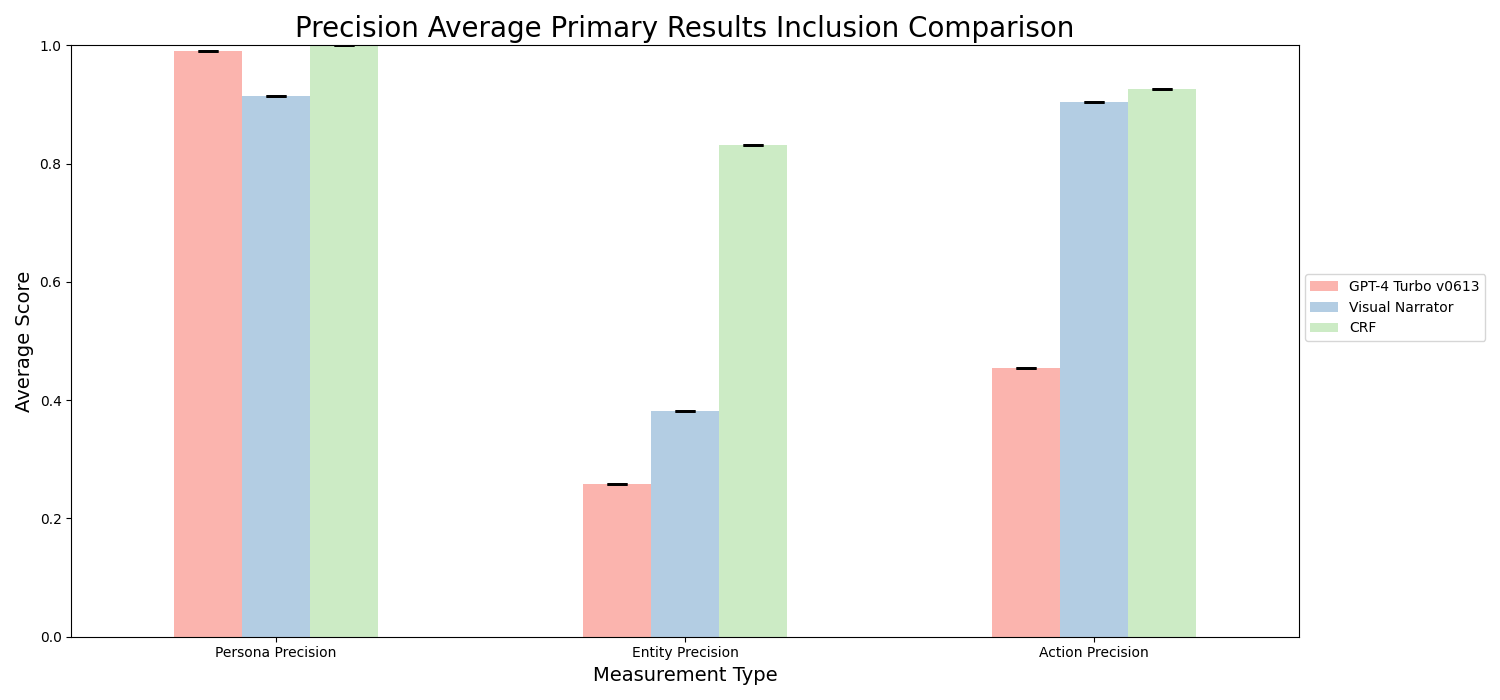 Precision Average Primary Results Inclusion Comparison
1.0
0.8
0.6
0.4
0.2
0.0
Average Score
Persona Precision
Entity Precision
Action Precision
Measurement Type
GPT-4 Turbo v0613
Visual Narrator
CRF